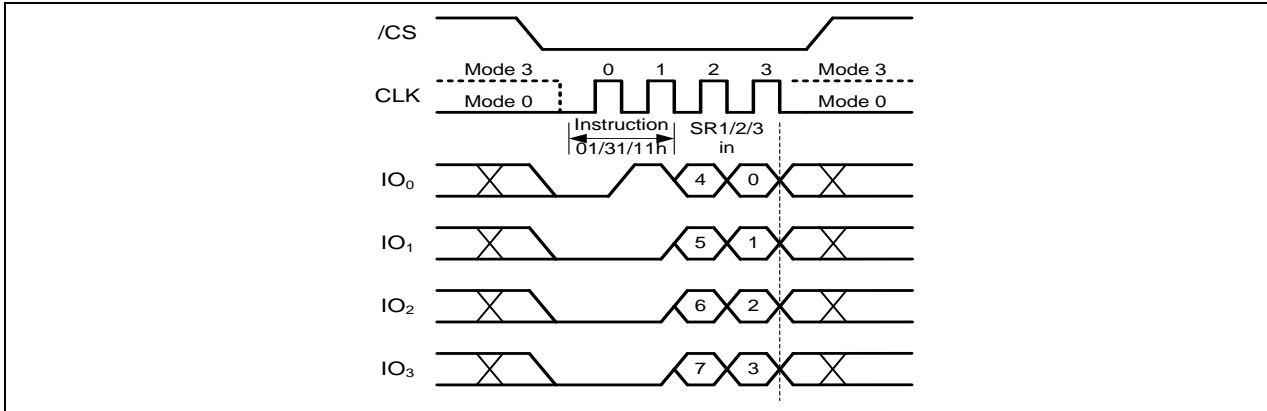 /CS
Mode 3 0 1 2 3 Mode 3
CLK Mode 0 Mode 0
Instruction SR1/2/3
01/31/11h in
IO₀ 4 0
IO₁ 5 1
IO₂ 6 2
IO₃ 7 3